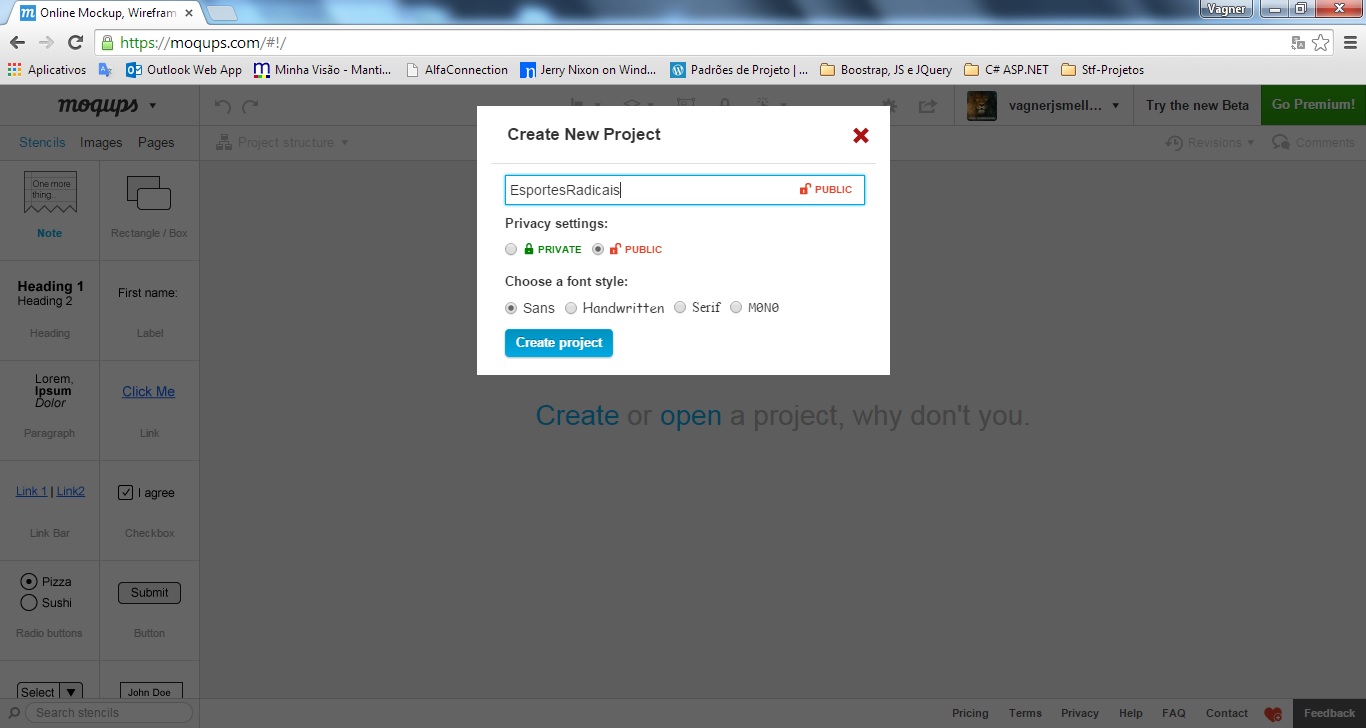 Online Mockup, Wirefram
Vagner
https://moqups.com/#!/
Aplicativos
Outlook Web App
Minha Visão - Manti...
AlfaConnection
Jerry Nixon on Wind...
Padrões de Projeto | ...
Boostrap, JS e JQuery
C# ASP.NET
Stf-Projetos
moqups
vagnerjsmell...
Try the new Beta
Go Premium!
Stencils
Images
Pages
Project structure
Revisions
Comments
Create New Project
EsportesRadicais
PUBLIC
Privacy settings:
PRIVATE
PUBLIC
Choose a font style:
Sans
Handwritten
Serif
MONO
Create project
Create or open a project, why don't you.
One more
thing...
Note
Rectangle / Box
Heading 1
Heading 2
Heading
First name:
Label
Lorem,
Ipsum
Dolor
Paragraph
Click Me
Link
Link 1 | Link2
Link Bar
I agree
Checkbox
Pizza
Sushi
Radio buttons
Submit
Button
Select
John Doe
Search stencils
Pricing
Terms
Privacy
Help
FAQ
Contact
Feedback